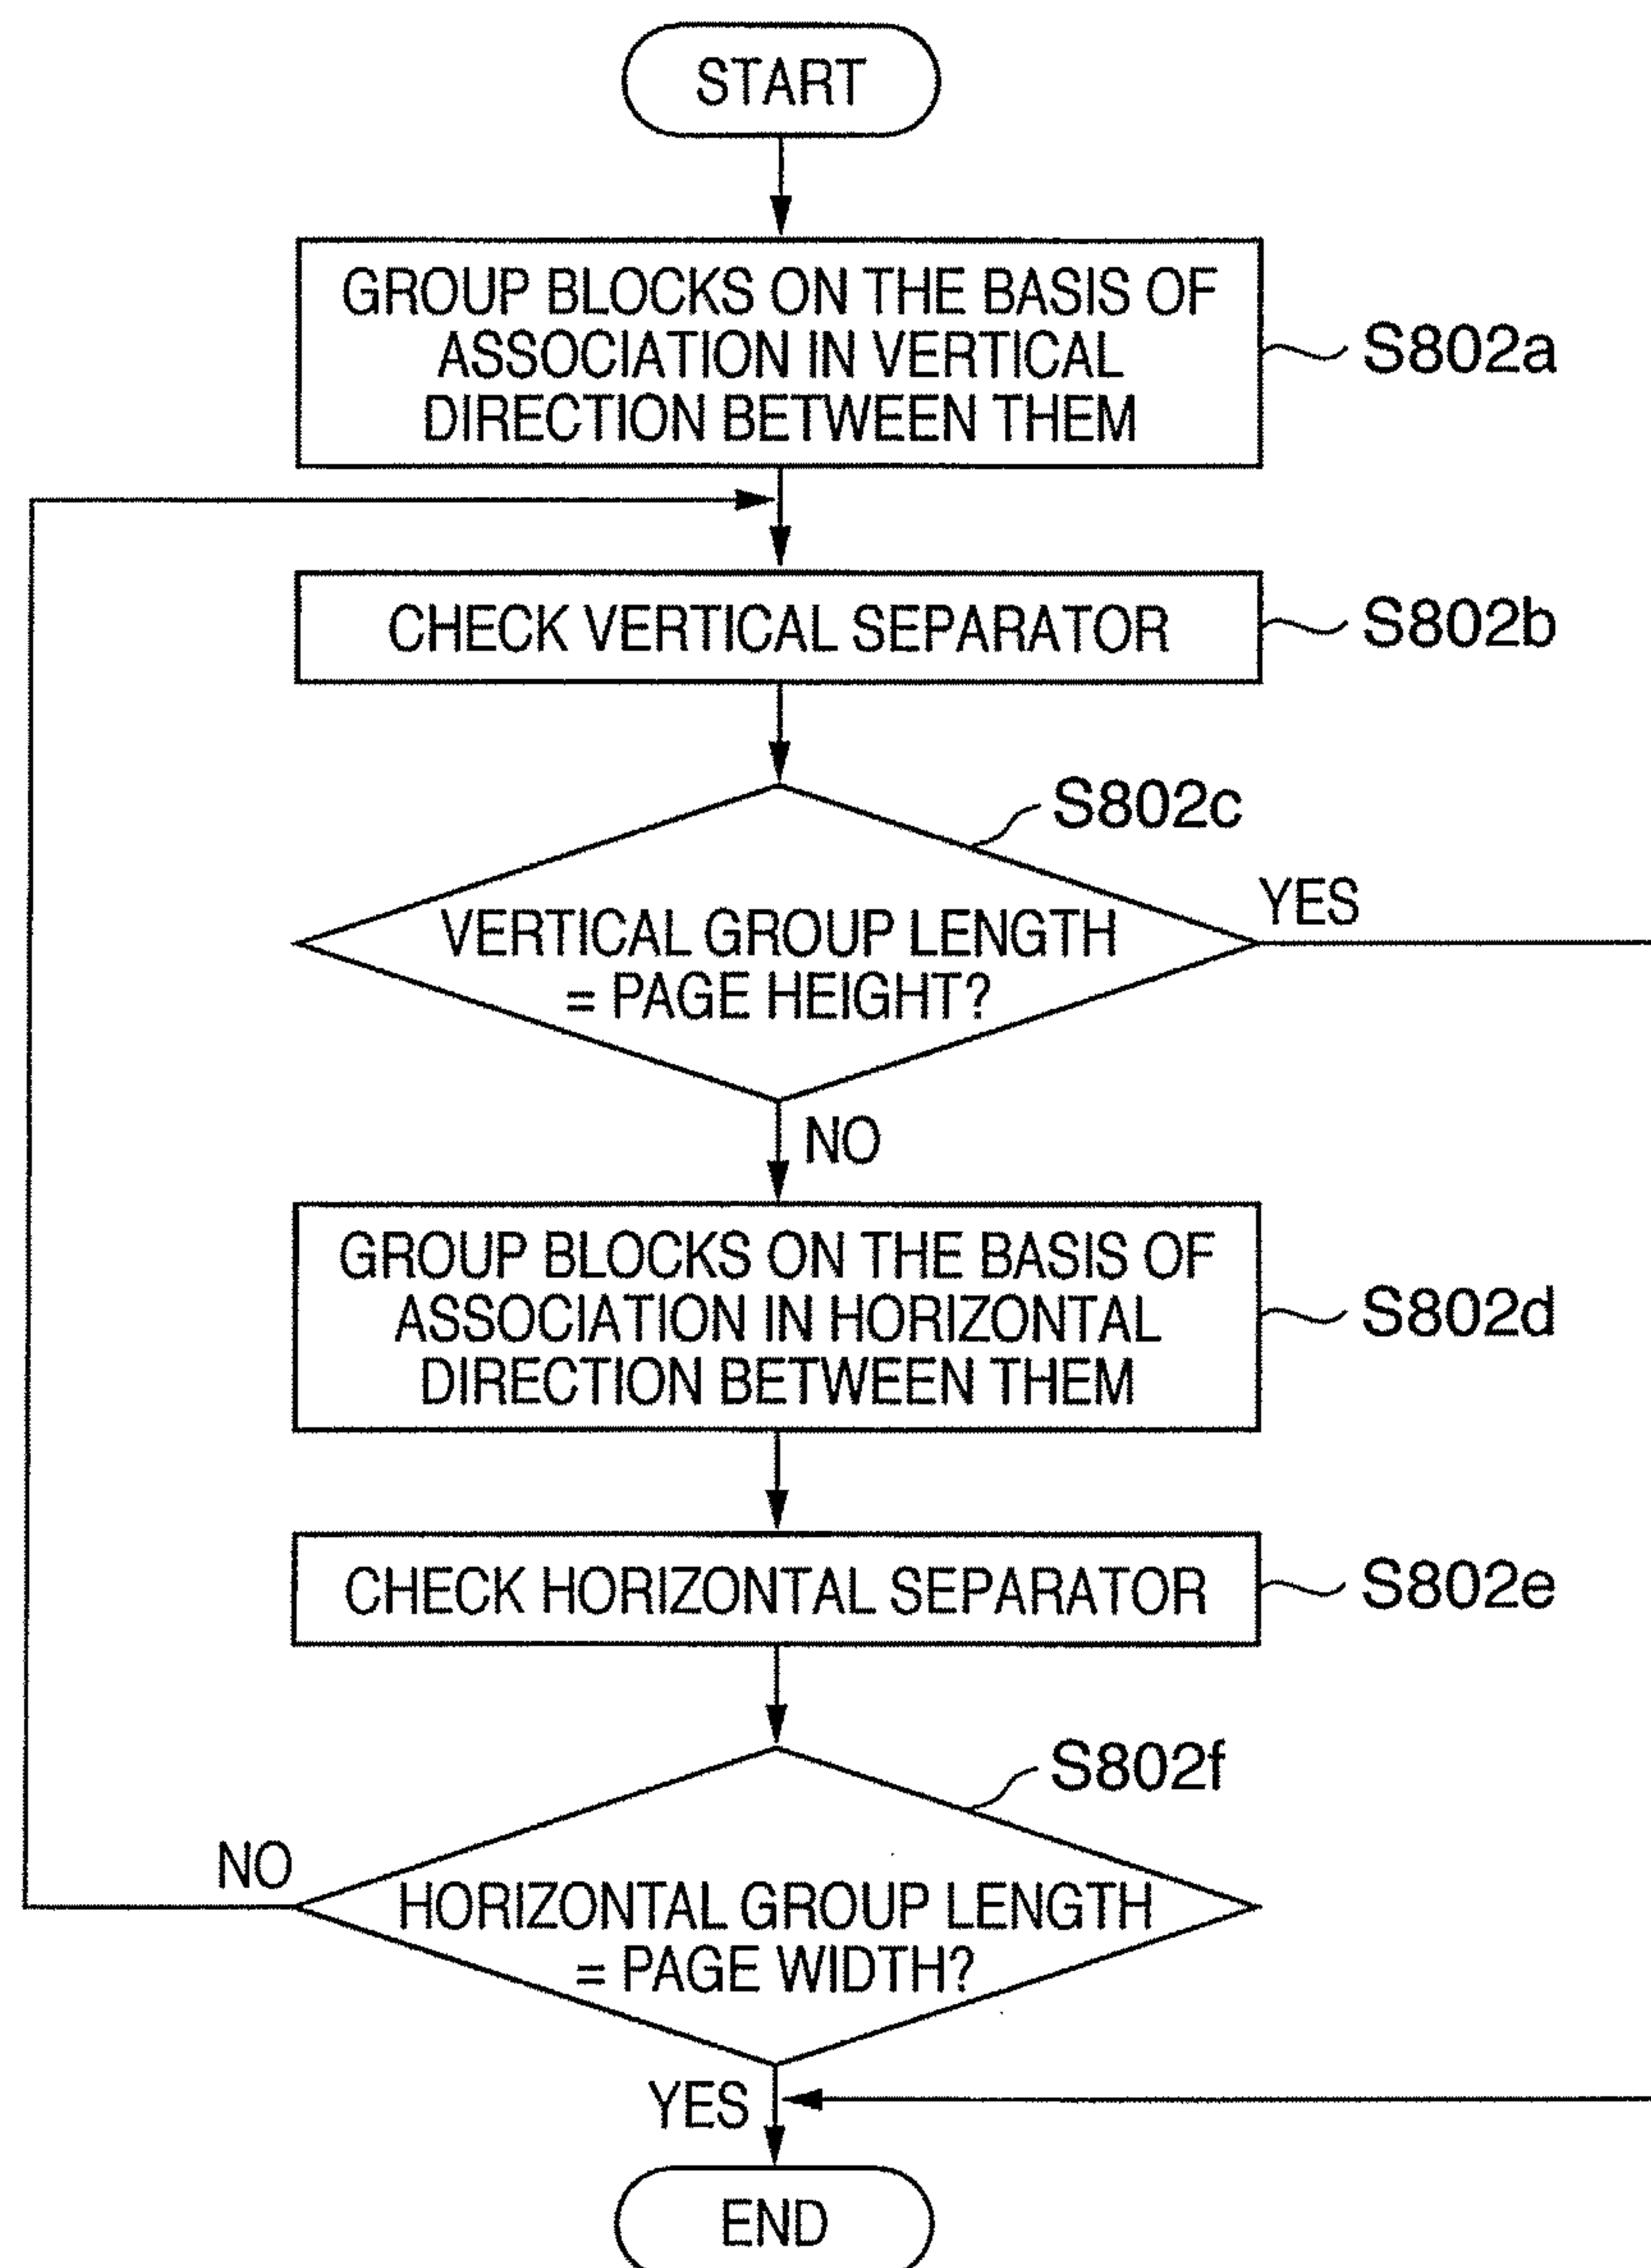 START
GROUP BLOCKS ON THE BASIS OF
ASSOCIATION IN VERTICAL
DIRECTION BETWEEN THEM
S802a
CHECK VERTICAL SEPARATOR
S802b
S802c
VERTICAL GROUP LENGTH
= PAGE HEIGHT?
YES
NO
GROUP BLOCKS ON THE BASIS OF
ASSOCIATION IN HORIZONTAL
DIRECTION BETWEEN THEM
S802d
CHECK HORIZONTAL SEPARATOR
S802e
S802f
NO
HORIZONTAL GROUP LENGTH
= PAGE WIDTH?
YES
END